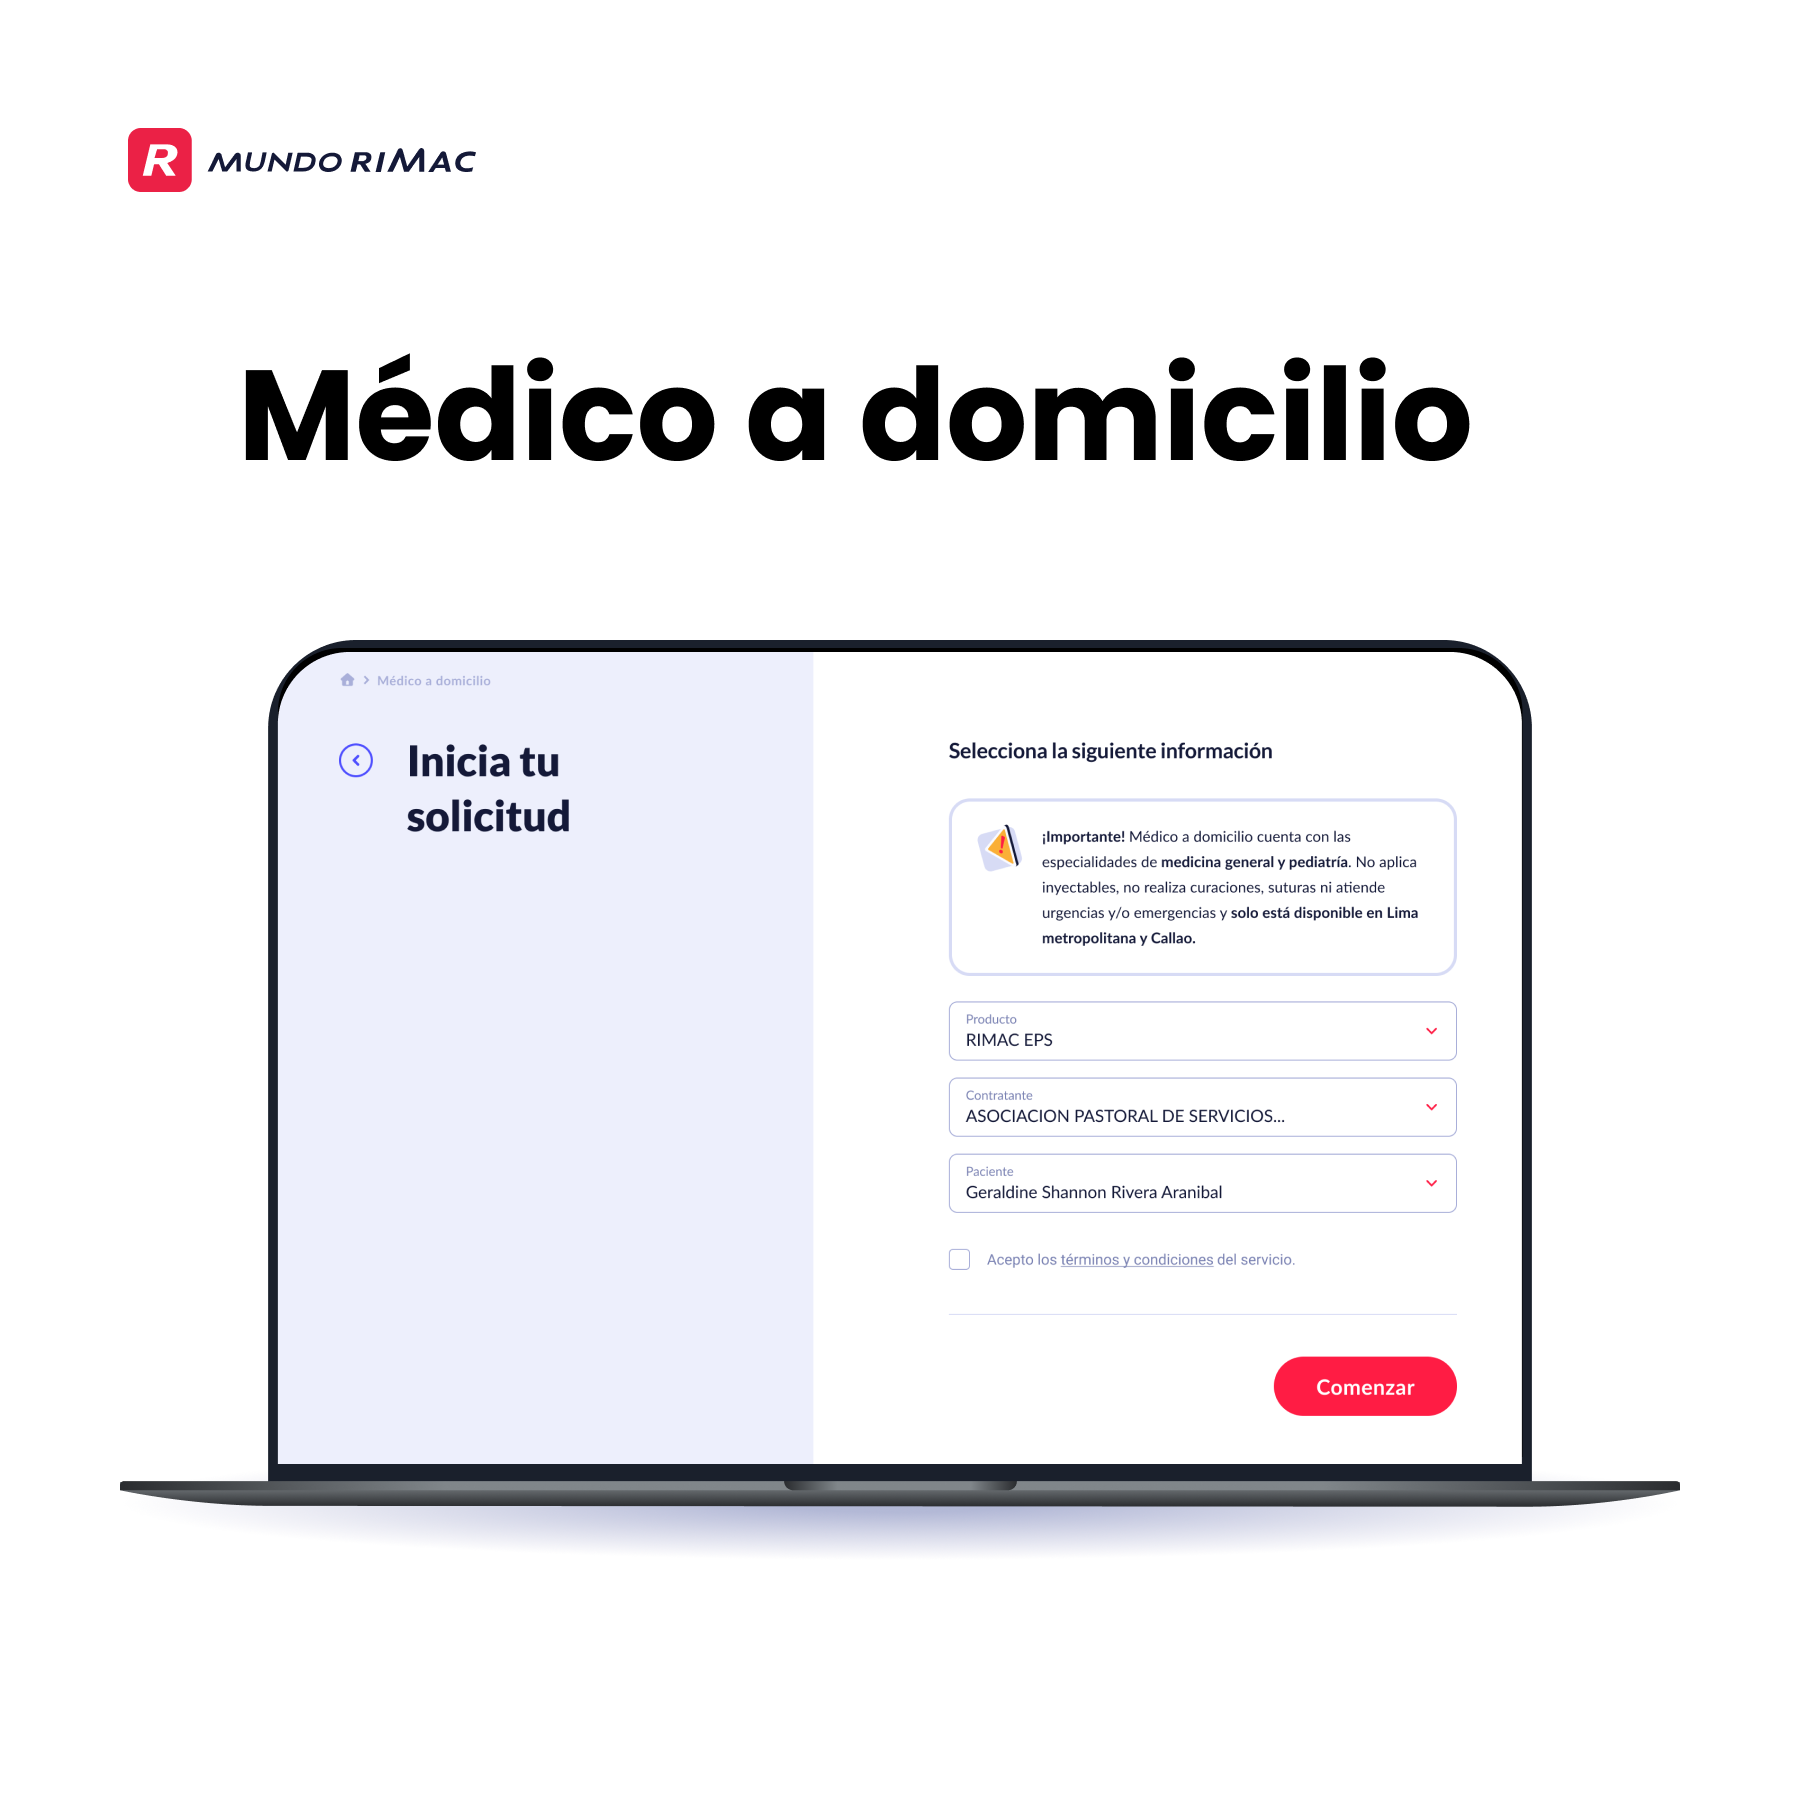 R MUNDO RIMAC
Médico a domicilio
Médico a domicilio
Inicia tu
solicitud
Selecciona la siguiente información
¡Importante! Médico a domicilio cuenta con las
especialidades de medicina general y pediatría. No aplica
inyectables, no realiza curaciones, suturas ni atiende
urgencias y/o emergencias y solo está disponible en Lima
metropolitana y Callao.
Producto
RIMAC EPS
Contratante
ASOCIACION PASTORAL DE SERVICIOS...
Paciente
Geraldine Shannon Rivera Aranibal
Acepto los términos y condiciones del servicio.
Comenzar